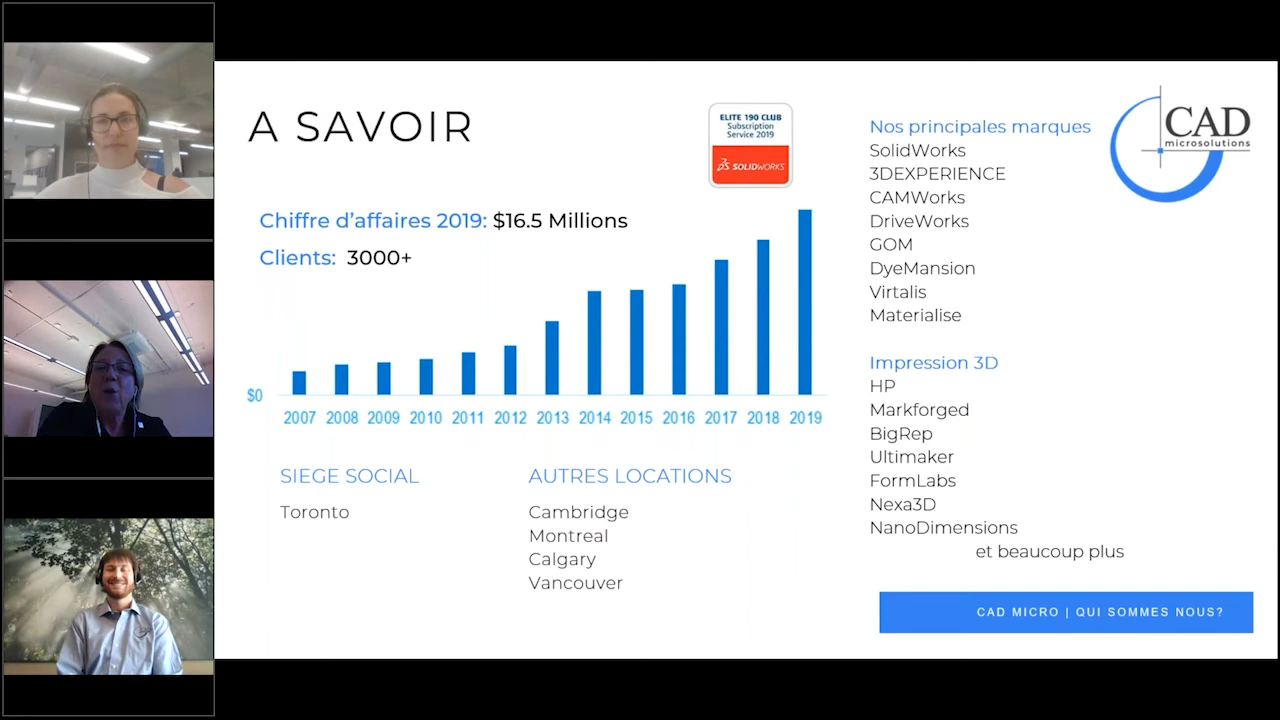 A SAVOIR
ELITE 190 CLUB
Subscription
Service 2019
SOLIDWORKS
Chiffre d'affaires 2019: $16.5 Millions
Clients: 3000+
$0
2007 2008 2009 2010 2011 2012 2013 2014 2015 2016 2017 2018 2019
SIEGE SOCIAL
Toronto
AUTRES LOCATIONS
Cambridge
Montreal
Calgary
Vancouver
Nos principales marques
SolidWorks
3DEXPERIENCE
CAMWorks
DriveWorks
GOM
DyeMansion
Virtalis
Materialise
Impression 3D
HP
Markforged
BigRep
Ultimaker
FormLabs
Nexa3D
NanoDimensions
et beaucoup plus
CAD
microsolutions
CAD MICRO | QUI SOMMES NOUS?